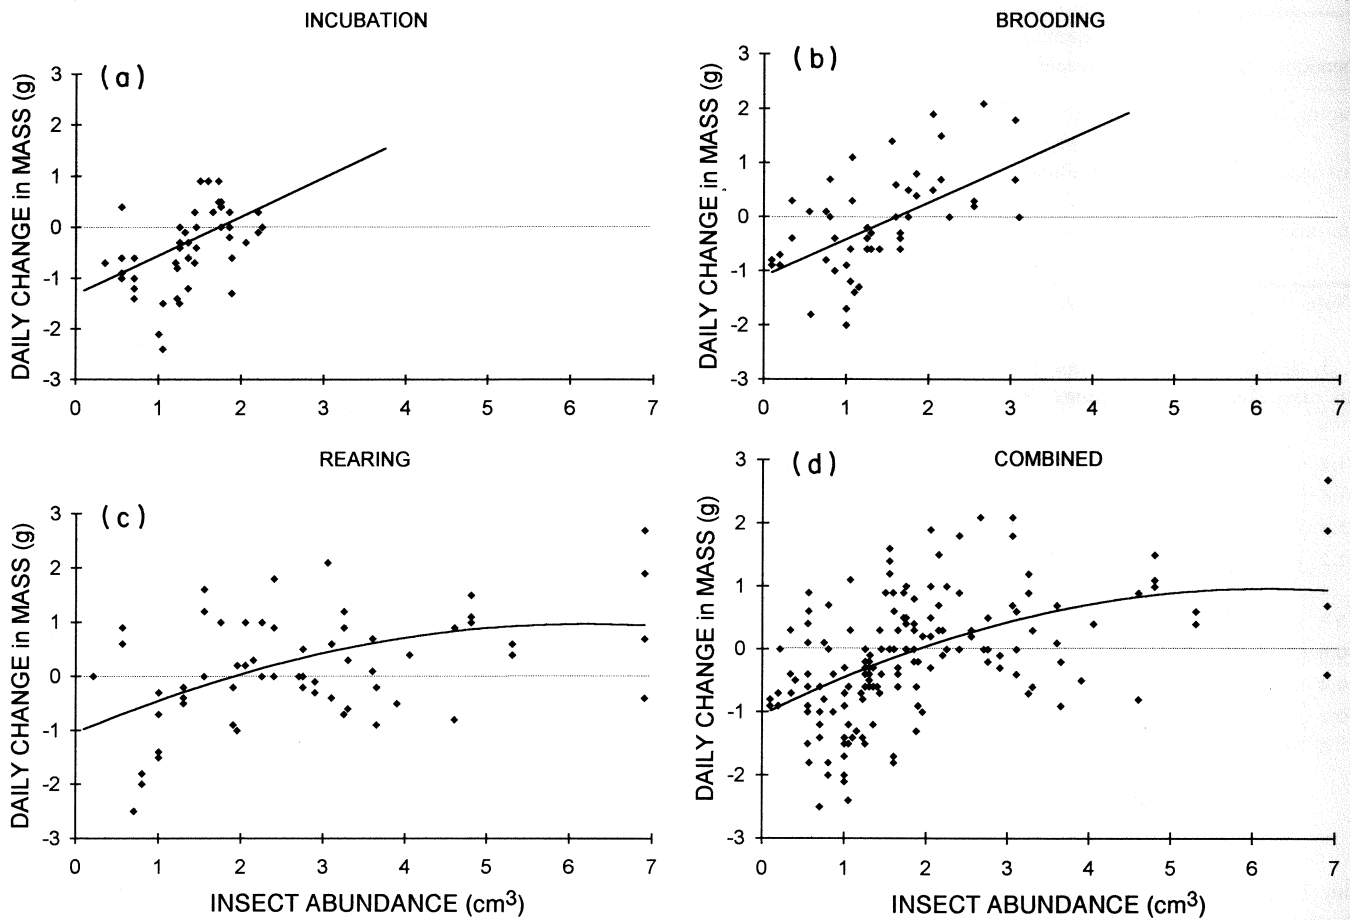 INCUBATION
(a)
DAILY CHANGE in MASS (g)
3
2
1
0
-1
-2
-3
0 1 2 3 4 5 6 7
BROODING
(b)
DAILY CHANGE in MASS (g)
3
2
1
0
-1
-2
-3
0 1 2 3 4 5 6 7
REARING
(c)
DAILY CHANGE in MASS (g)
3
2
1
0
-1
-2
-3
0 1 2 3 4 5 6 7
INSECT ABUNDANCE (cm³)
COMBINED
(d)
DAILY CHANGE in MASS (g)
3
2
1
0
-1
-2
-3
0 1 2 3 4 5 6 7
INSECT ABUNDANCE (cm³)